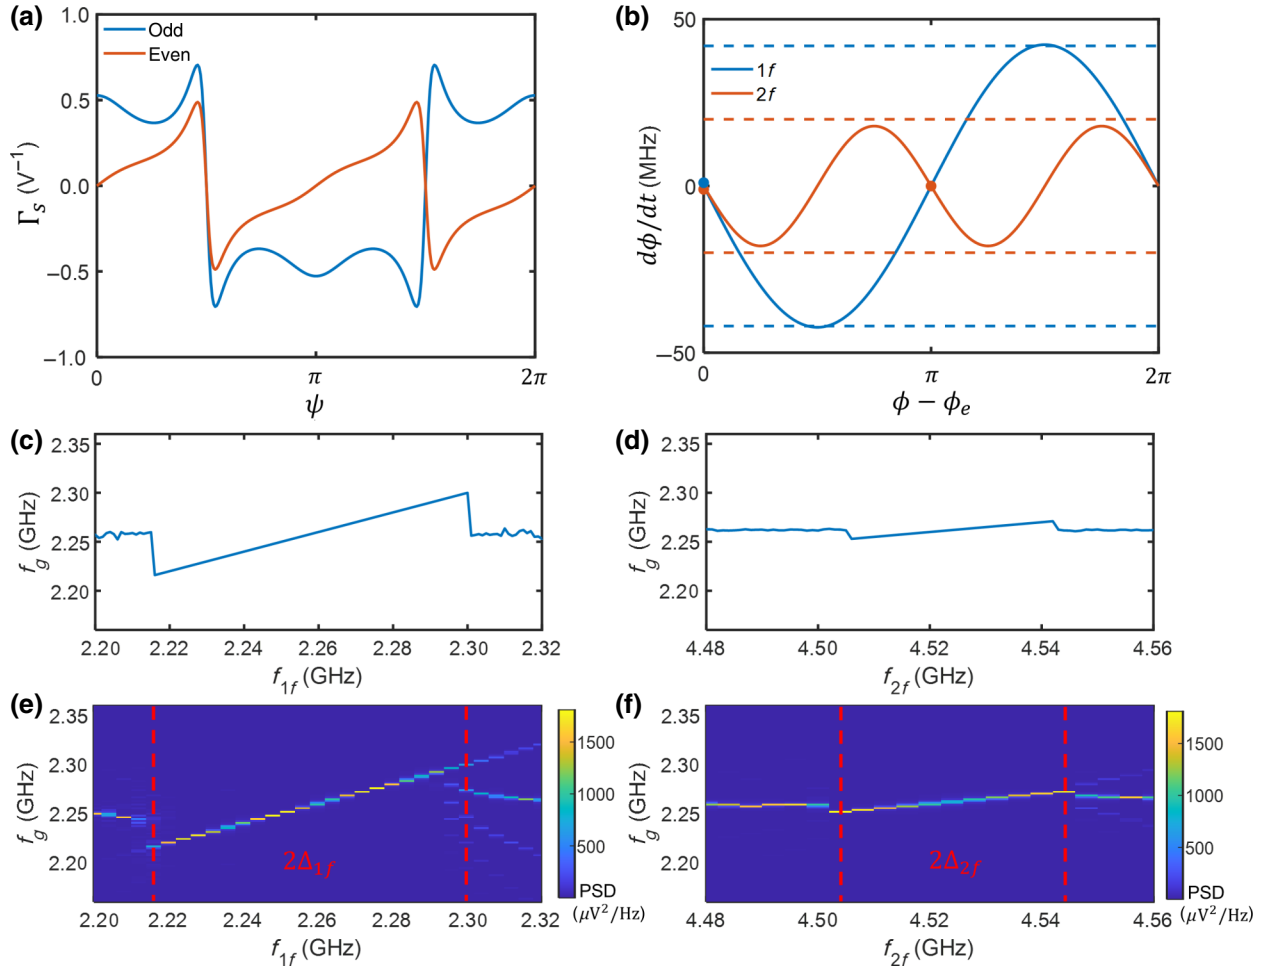 (a)
1.0
0.5
0.0
−0.5
−1.0
Γs (V⁻¹)
Odd
Even
0
π
2π
ψ
(b)
50
0
−50
dϕ/dt (MHz)
1f
2f
0
π
2π
ϕ − ϕe
(c)
2.35
2.30
2.25
2.20
fg (GHz)
2.20 2.22 2.24 2.26 2.28 2.30 2.32
f1f (GHz)
(d)
2.35
2.30
2.25
2.20
fg (GHz)
4.48 4.50 4.52 4.54 4.56
f2f (GHz)
(e)
2.35
2.30
2.25
2.20
fg (GHz)
2Δ1f
1500
1000
500
PSD
(μV²/Hz)
2.20 2.22 2.24 2.26 2.28 2.30 2.32
f1f (GHz)
(f)
2.35
2.30
2.25
2.20
fg (GHz)
2Δ2f
1500
1000
500
PSD
(μV²/Hz)
4.48 4.50 4.52 4.54 4.56
f2f (GHz)